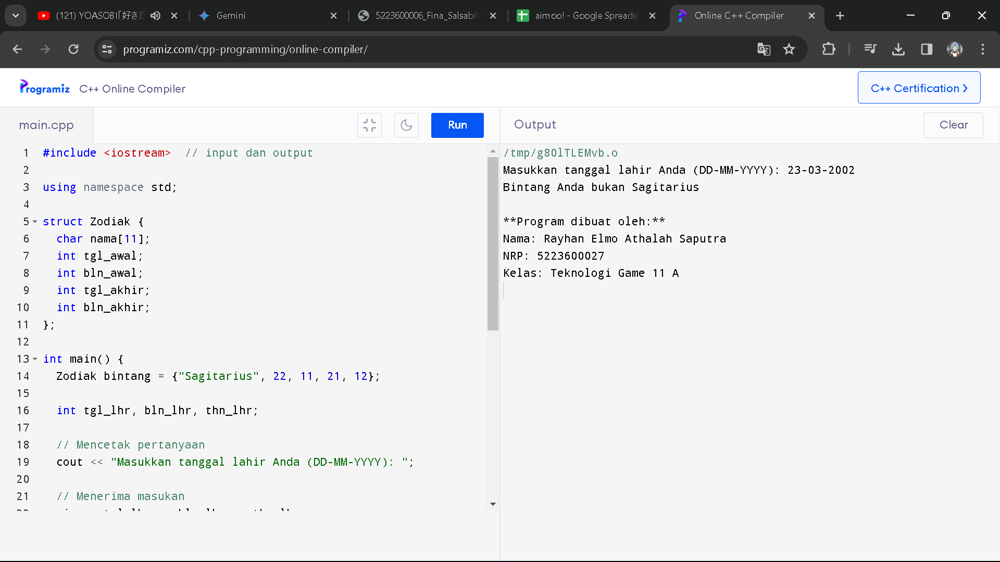 (121) YOASOBI「好きだ
Gemini
5223600006_Fina_Salsabil
aimoo! - Google Spreads
Online C++ Compiler
programiz.com/cpp-programming/online-compiler/
Programiz
C++ Online Compiler
C++ Certification
main.cpp
Run
Output
Clear
1 #include <iostream>  // input dan output
2
3 using namespace std;
4
5 struct Zodiak {
6   char nama[11];
7   int tgl_awal;
8   int bln_awal;
9   int tgl_akhir;
10   int bln_akhir;
11 };
12
13 int main() {
14   Zodiak bintang = {"Sagitarius", 22, 11, 21, 12};
15
16   int tgl_lhr, bln_lhr, thn_lhr;
17
18   // Mencetak pertanyaan
19   cout << "Masukkan tanggal lahir Anda (DD-MM-YYYY): ";
20
21   // Menerima masukan
/tmp/g80lTLEMvb.o
Masukkan tanggal lahir Anda (DD-MM-YYYY): 23-03-2002
Bintang Anda bukan Sagitarius
**Program dibuat oleh:**
Nama: Rayhan Elmo Athalah Saputra
NRP: 5223600027
Kelas: Teknologi Game 11 A